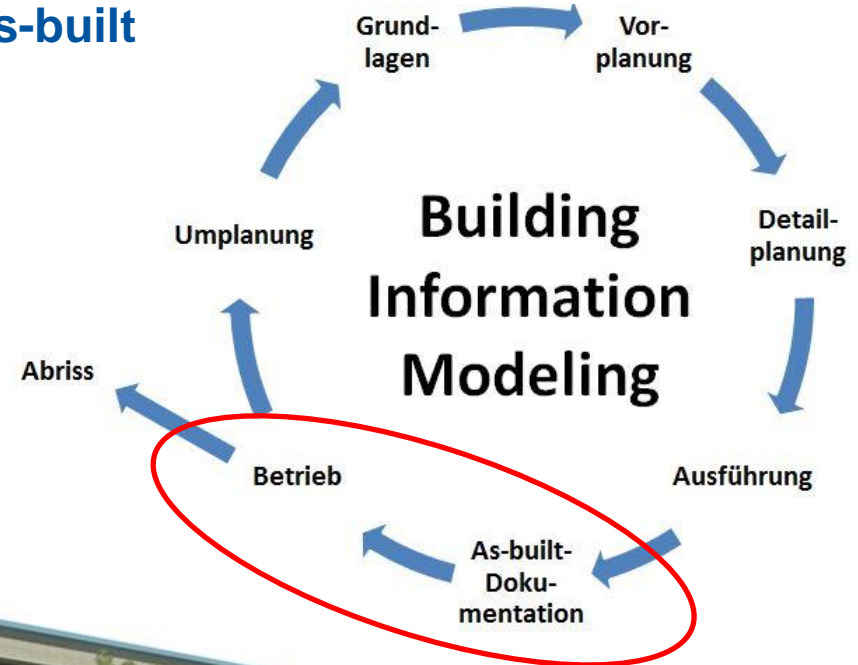 s-built
Grund-
lagen
Vor-
planung
Detail-
planung
Ausführung
As-built-
Doku-
mentation
Betrieb
Abriss
Umplanung
Building
Information
Modeling